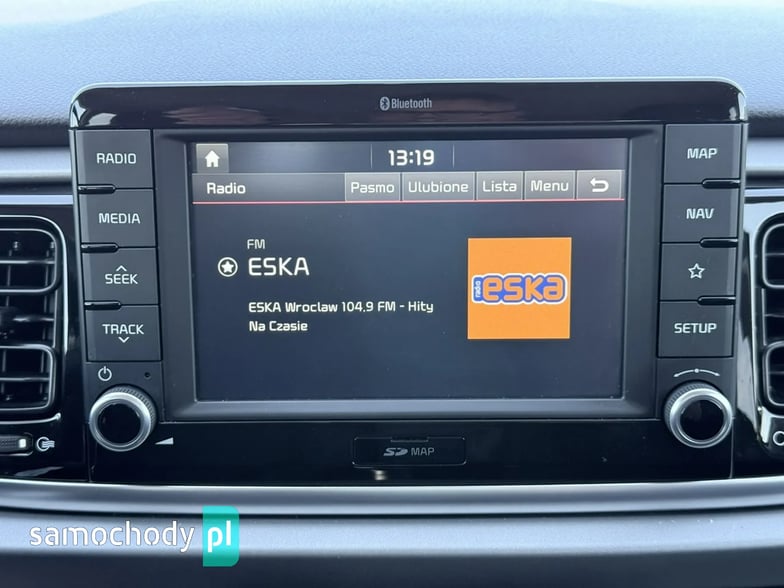 Bluetooth
RADIO
MEDIA
SEEK
TRACK
13:19
Radio
Pasmo
Ulubione
Lista
Menu
FM
ESKA
ESKA Wroclaw 104,9 FM - Hity
Na Czasie
radio eska
MAP
NAV
SETUP
SD MAP
samochody pl